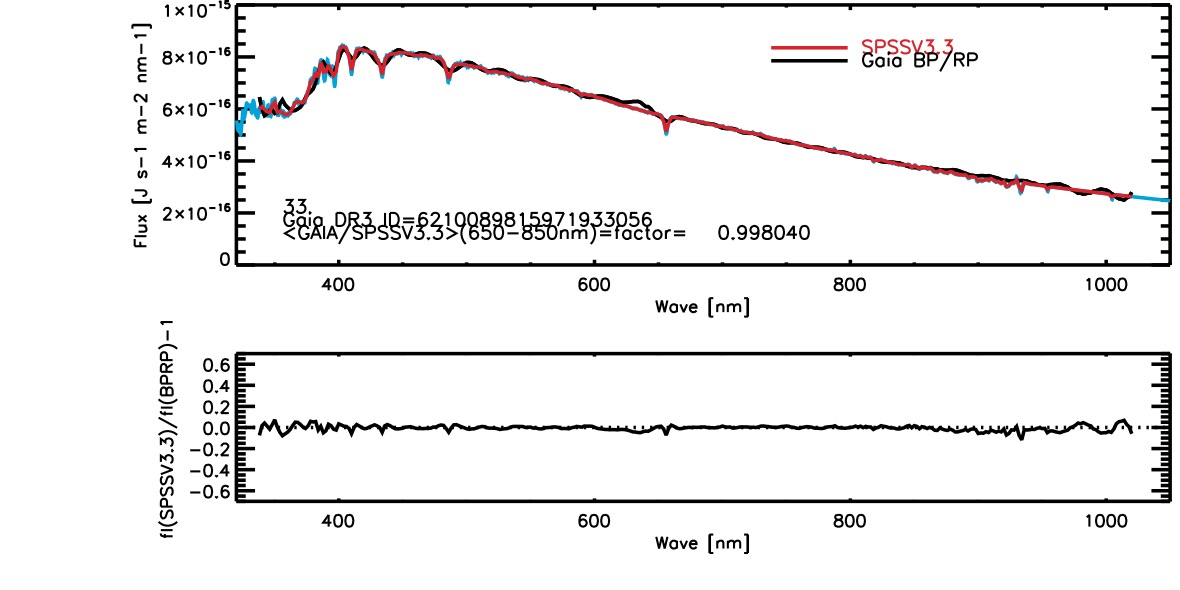 1×10−15
8×10−16
6×10−16
4×10−16
2×10−16
0
Flux [J s−1 m−2 nm−1]
SPSSV3.3
Gaia BP/RP
33.
Gaia DR3 ID=6210089815971933056
<GAIA/SPSSV3.3>(650−850nm)=factor= 0.998040
400 600 800 1000
Wave [nm]
fl(SPSSV3.3)/fl(BPRP)−1
0.6
0.4
0.2
0.0
−0.2
−0.4
−0.6
400 600 800 1000
Wave [nm]